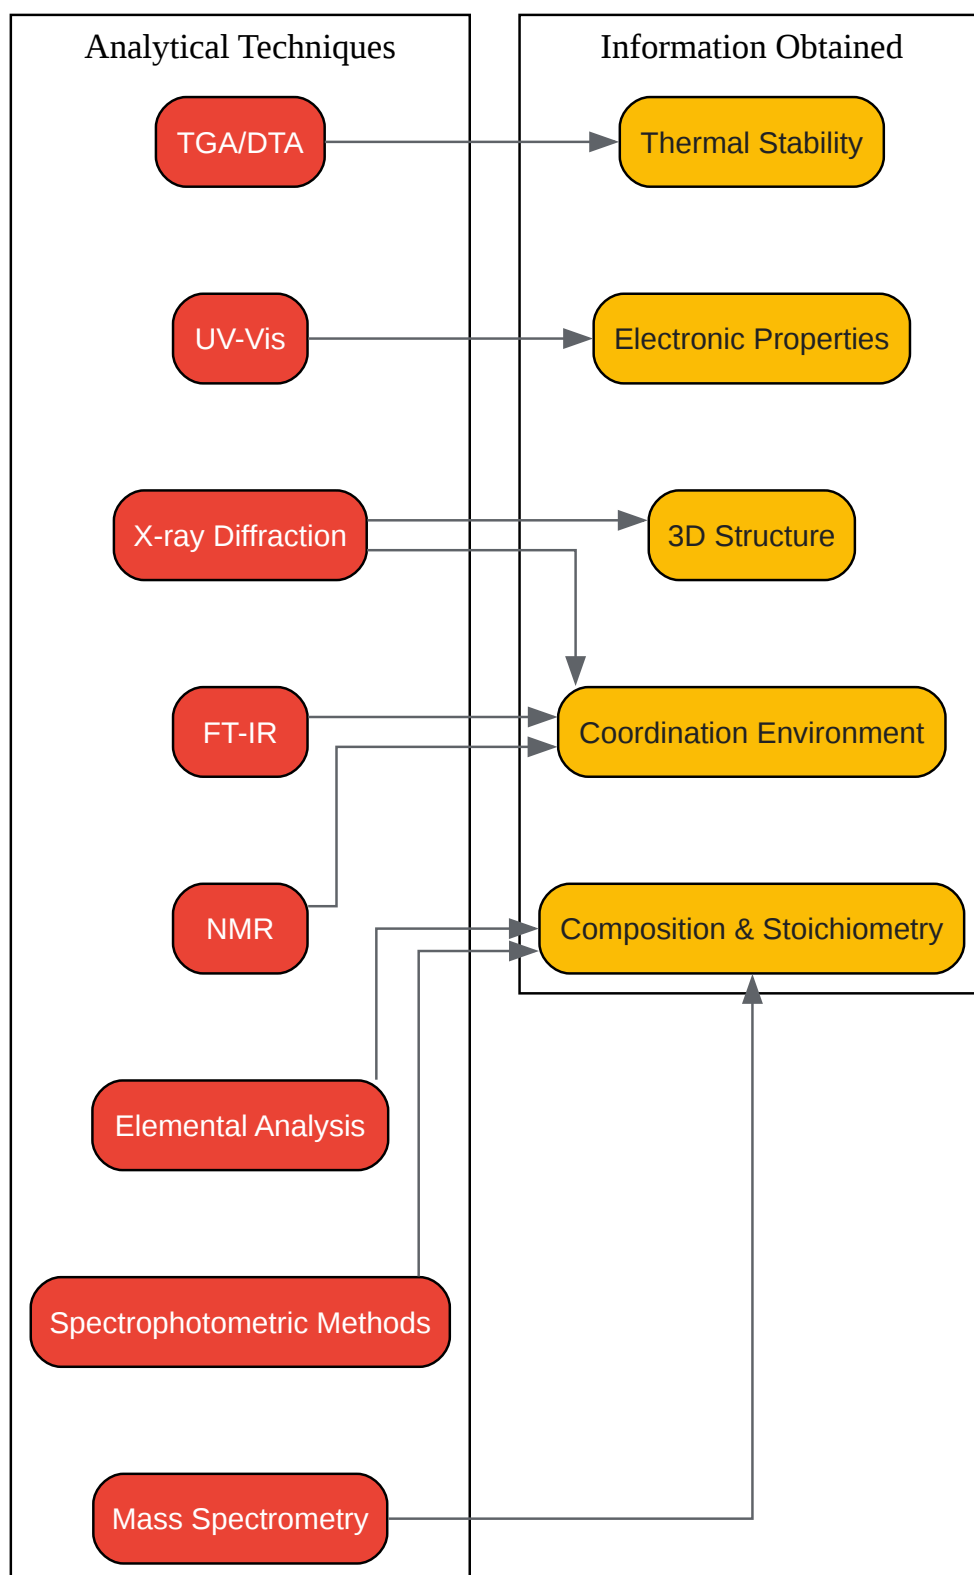 Analytical Techniques
Information Obtained
TGA/DTA
Thermal Stability
UV-Vis
Electronic Properties
X-ray Diffraction
3D Structure
FT-IR
Coordination Environment
NMR
Composition & Stoichiometry
Elemental Analysis
Spectrophotometric Methods
Mass Spectrometry